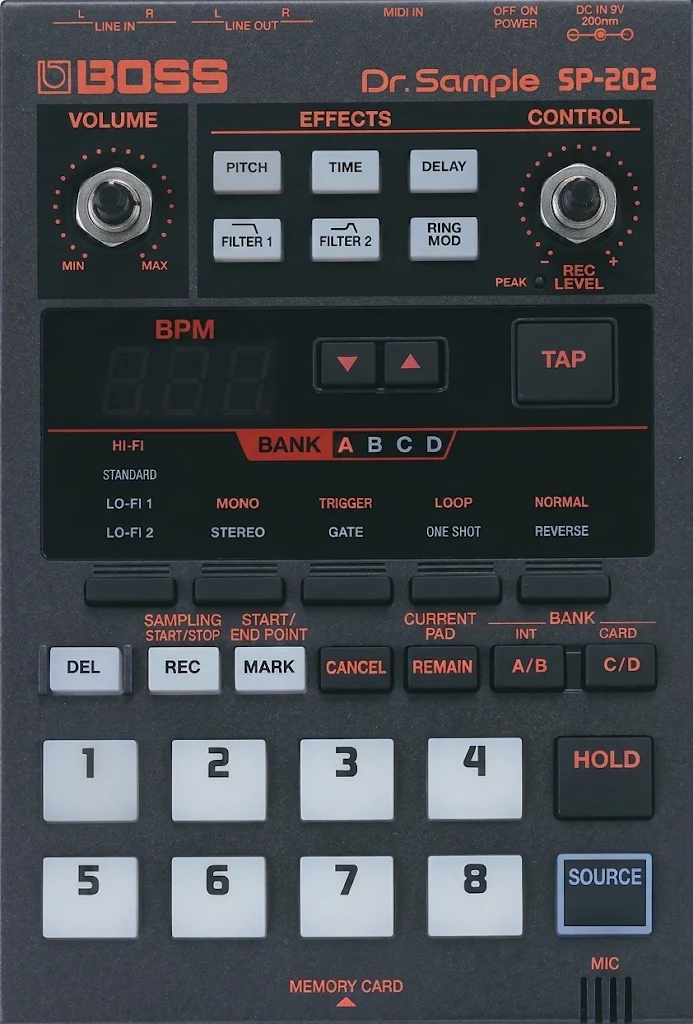 L R L R MIDI IN OFF ON DC IN 9V
LINE IN LINE OUT POWER 200nm
BOSS Dr. Sample SP-202
VOLUME EFFECTS CONTROL
PITCH TIME DELAY
FILTER 1 FILTER 2 RING
MOD
MIN MAX - +
PEAK REC
LEVEL
BPM
TAP
HI-FI BANK A B C D
STANDARD
LO-FI 1 MONO TRIGGER LOOP NORMAL
LO-FI 2 STEREO GATE ONE SHOT REVERSE
SAMPLING START/ CURRENT BANK
START/STOP END POINT PAD INT CARD
DEL REC MARK CANCEL REMAIN A/B C/D
1 2 3 4 HOLD
5 6 7 8 SOURCE
MIC
MEMORY CARD